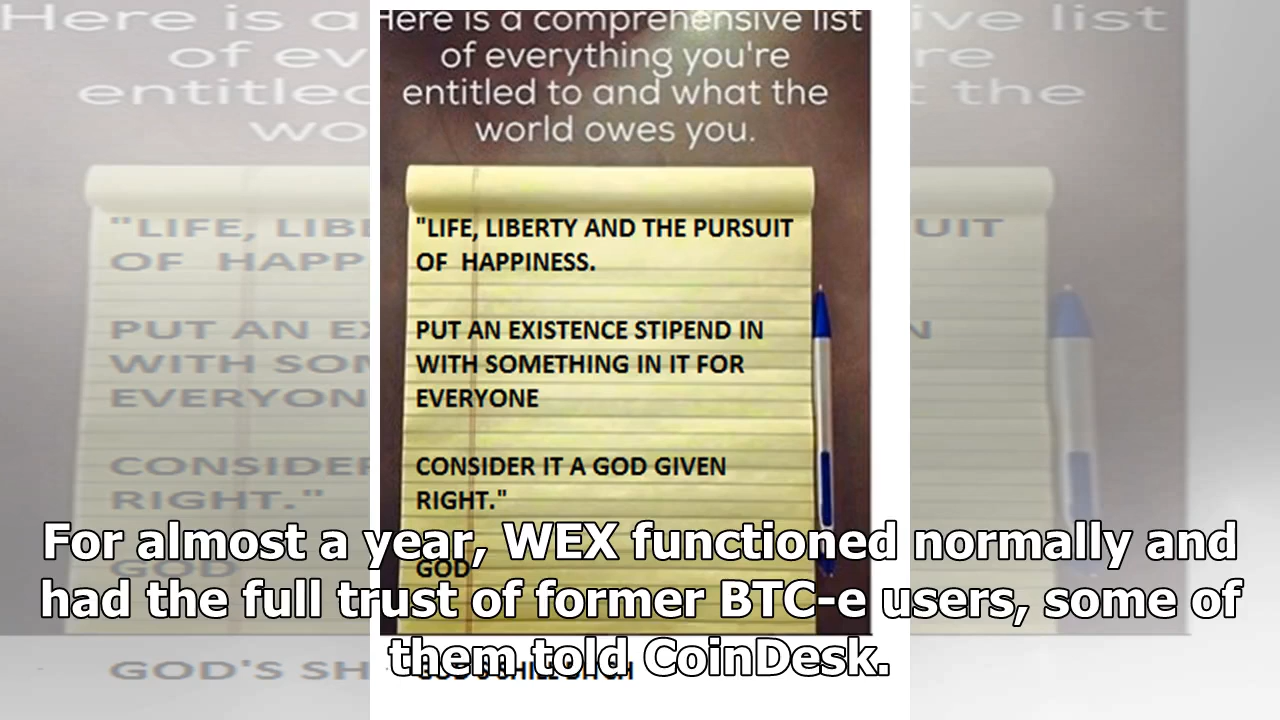 Here is a comprehensive list
of everything you're
entitled to and what the
world owes you.
"LIFE, LIBERTY AND THE PURSUIT
OF HAPPINESS.
PUT AN EXISTENCE STIPEND IN
WITH SOMETHING IN IT FOR
EVERYONE
CONSIDER IT A GOD GIVEN
RIGHT."
GOD
For almost a year, WEX functioned normally and
had the full trust of former BTC-e users, some of
them told CoinDesk.
GOD'S